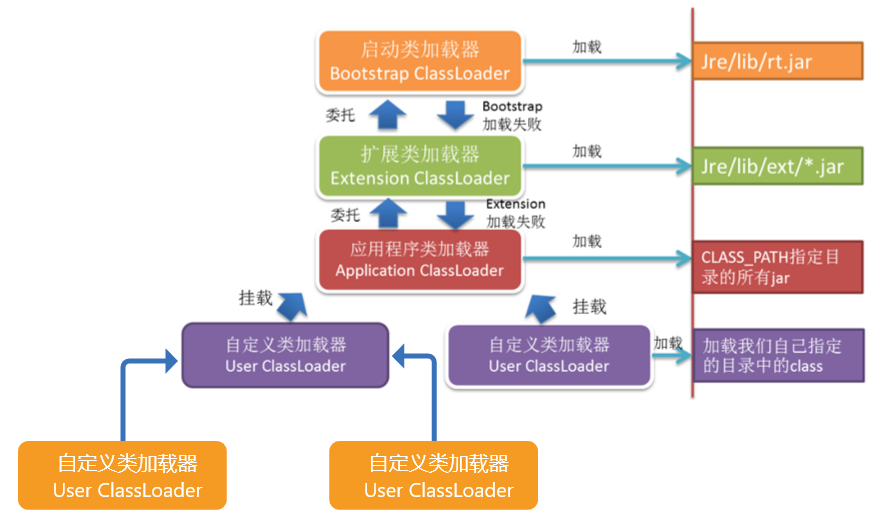 启动类加载器
Bootstrap ClassLoader
加载
Jre/lib/rt.jar
委托
Bootstrap
加载失败
扩展类加载器
Extension ClassLoader
加载
Jre/lib/ext/*.jar
委托
Extension
加载失败
应用程序类加载器
Application ClassLoader
加载
CLASS_PATH指定目
录的所有jar
挂载
挂载
自定义类加载器
User ClassLoader
自定义类加载器
User ClassLoader
加载
加载我们自己指定
的目录中的class
自定义类加载器
User ClassLoader
自定义类加载器
User ClassLoader